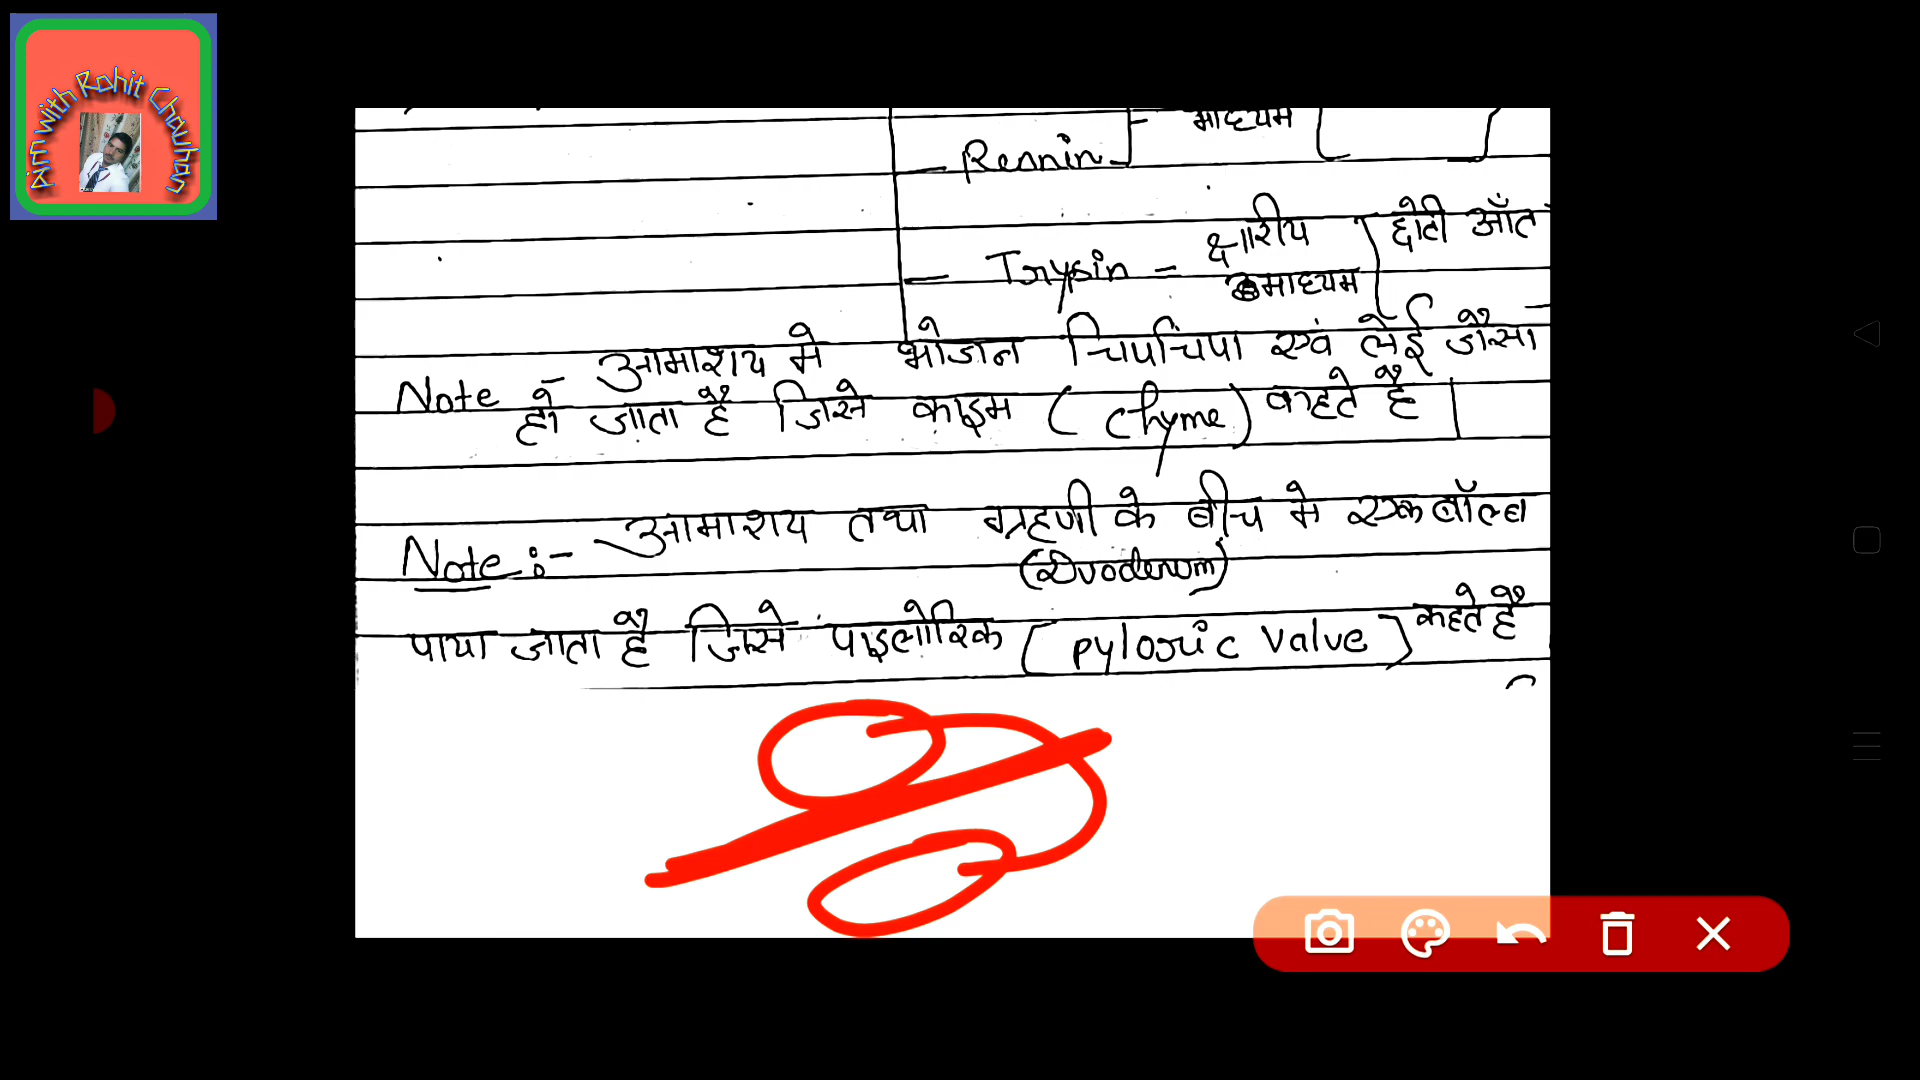 Aim with Rohit Chauhan
माध्यम
— Rennin
— Trypsin = क्षारीय माध्यम छोटी आँत
Note - आमाशय मे भोजन चिपचिपा एवं लेई जैसा
हो जाता है जिसे काइम ( chyme ) कहते है |
Note :- आमाशय तथा ग्रहणी के बीच मे एक बॉल्ब
(Duodenum)
पाया जाता है जिसे पाइलोरिक [ pyloric valve ] कहते है